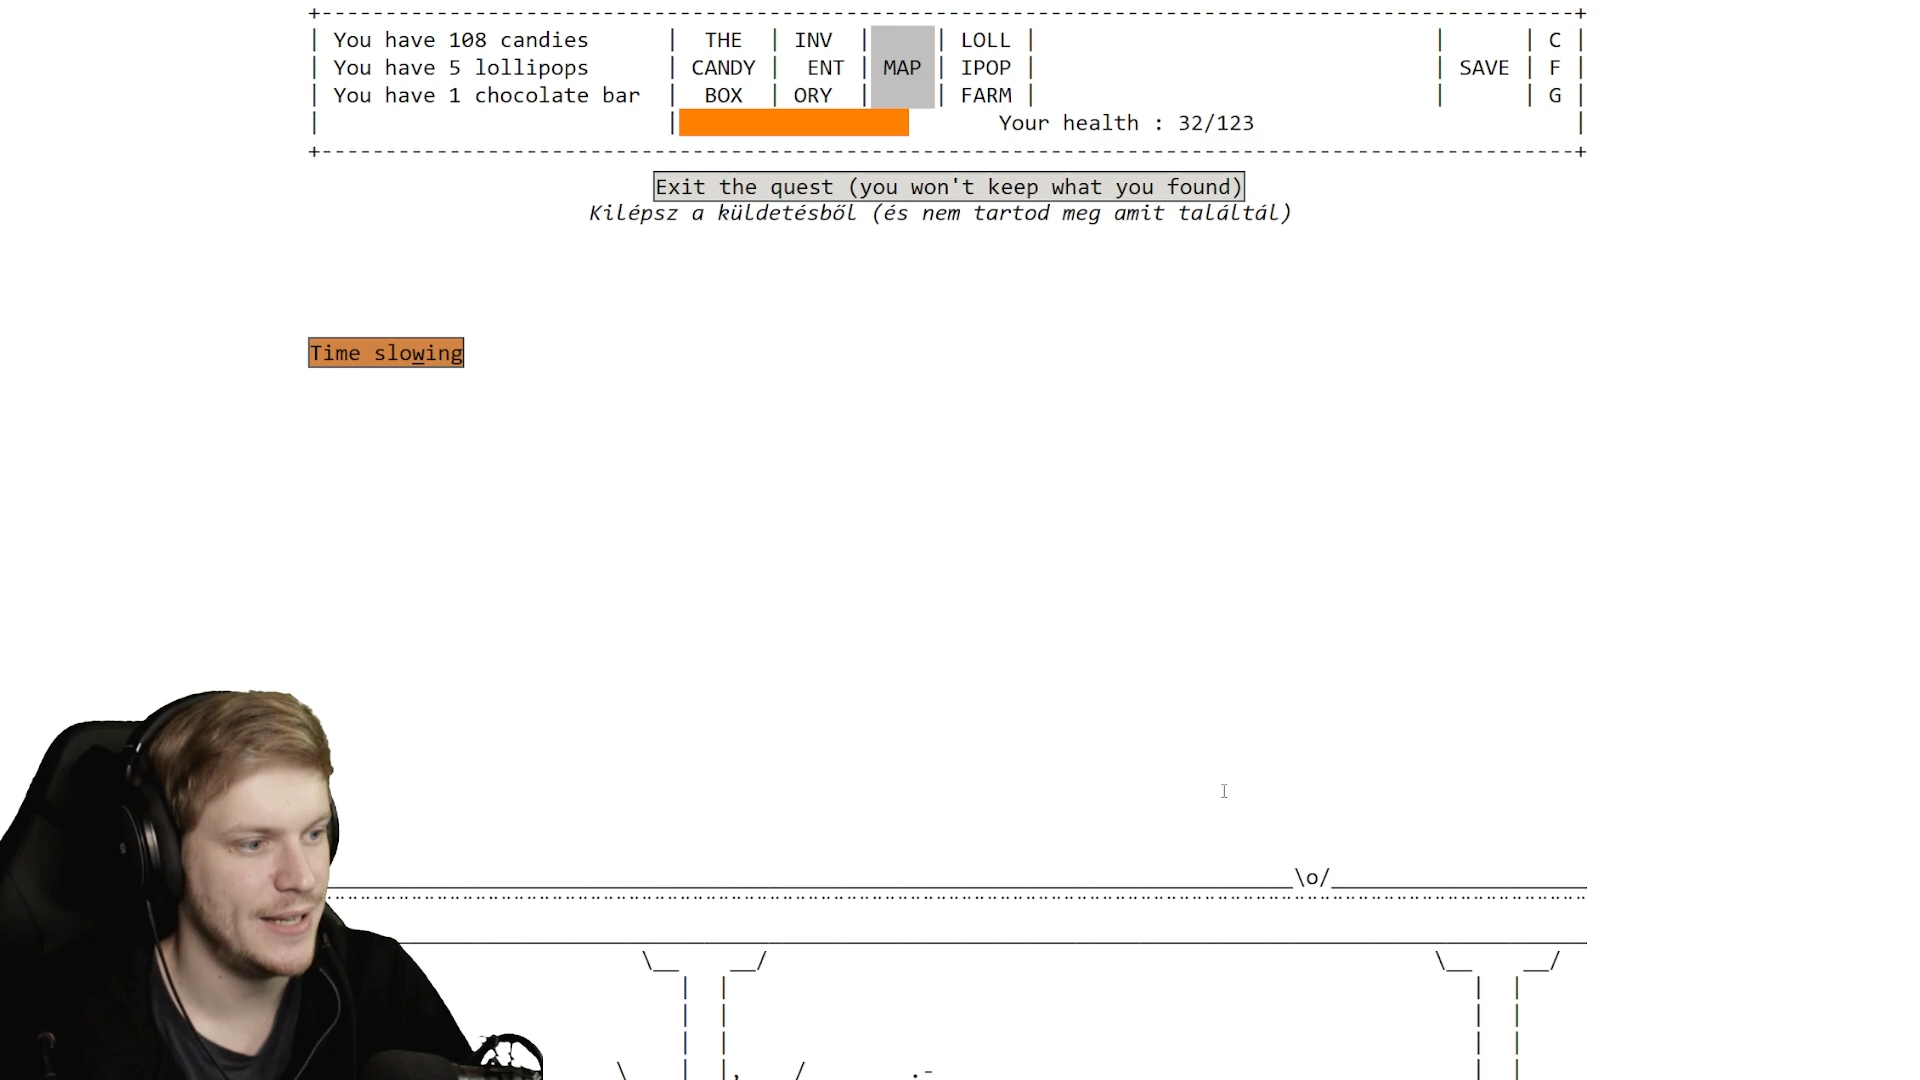 You have 108 candies
You have 5 lollipops
You have 1 chocolate bar
THE CANDY BOX
INV ENT ORY
MAP
LOLL IPOP FARM
SAVE
C F G
Your health : 32/123
Exit the quest (you won't keep what you found)
Kilépsz a küldetésből (és nem tartod meg amit találtál)
Time slowing
\o/